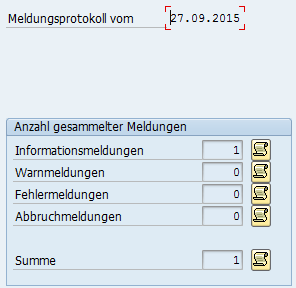 Meldungsprotokoll vom 27.09.2015
Anzahl gesammelter Meldungen
Informationsmeldungen 1
Warnmeldungen 0
Fehlermeldungen 0
Abbruchmeldungen 0
Summe 1